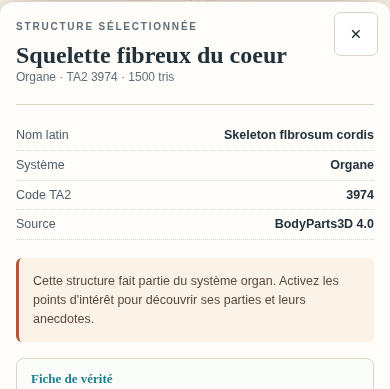 STRUCTURE SÉLECTIONNÉE
✕
Squelette fibreux du coeur
Organe · TA2 3974 · 1500 tris
Nom latin Skeleton fIbrosum cordis
Système Organe
Code TA2 3974
Source BodyParts3D 4.0
Cette structure fait partie du système organ. Activez les
points d'intérêt pour découvrir ses parties et leurs
anecdotes.
Fiche de vérité